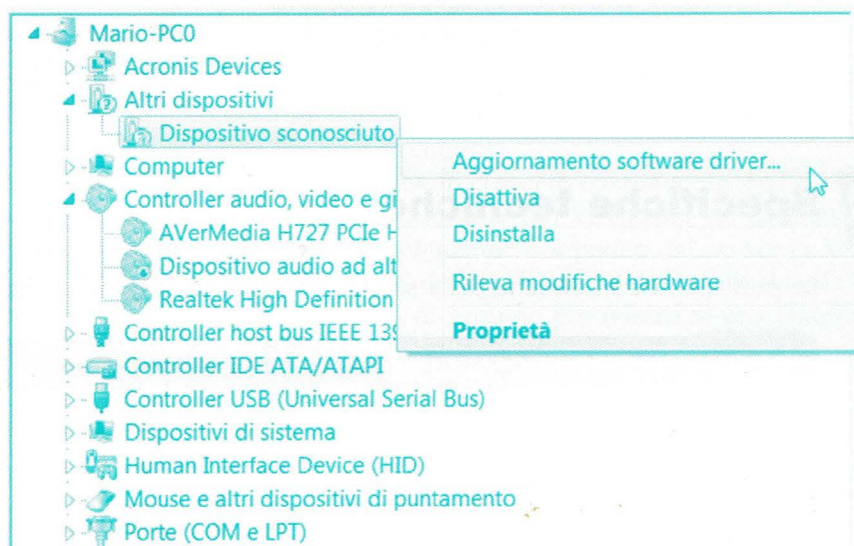 Mario-PC0
Acronis Devices
Altri dispositivi
Dispositivo sconosciuto
Computer
Controller audio, video e gi
AVerMedia H727 PCIe H
Dispositivo audio ad alt
Realtek High Definition
Controller host bus IEEE 139
Controller IDE ATA/ATAPI
Controller USB (Universal Serial Bus)
Dispositivi di sistema
Human Interface Device (HID)
Mouse e altri dispositivi di puntamento
Porte (COM e LPT)
Aggiornamento software driver...
Disattiva
Disinstalla
Rileva modifiche hardware
Proprietà